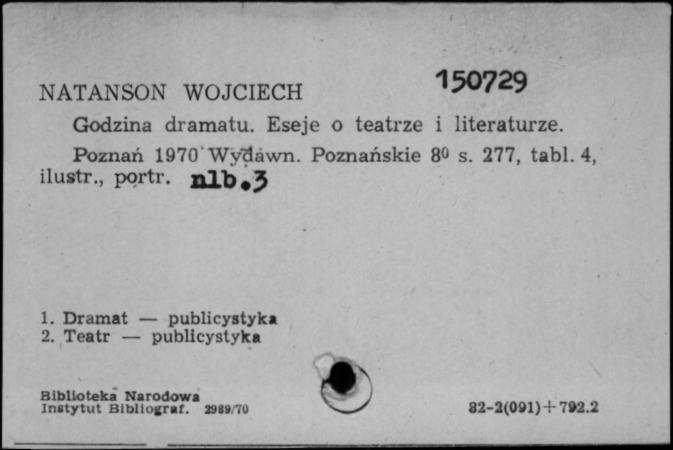 150729
NATANSON WOJCIECH
Godzina dramatu. Eseje o teatrze i literaturze.
Poznań 1970 Wydawn. Poznańskie 8⁰ s. 277, tabl. 4,
ilustr., portr. nlb. 3
1. Dramat — publicystyka
2. Teatr — publicystyka
Biblioteka Narodowa
Instytut Bibliograf. 2989/70
82-2(091)+792.2